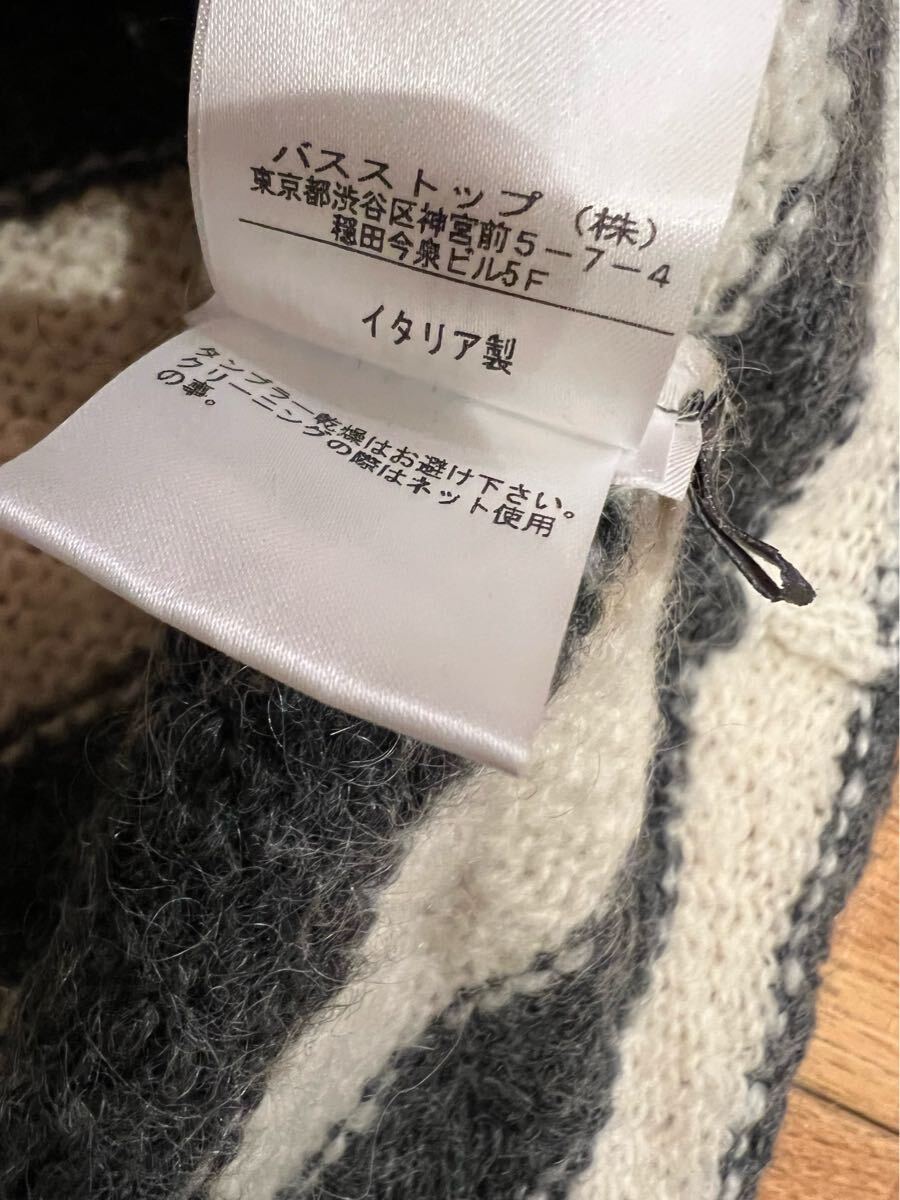 バスストップ（株）
東京都渋谷区神宮前５－７－４
穏田今泉ビル5F
イタリア製
タンブラー乾燥はお避け下さい。
クリーニングの際はネット使用
の事。